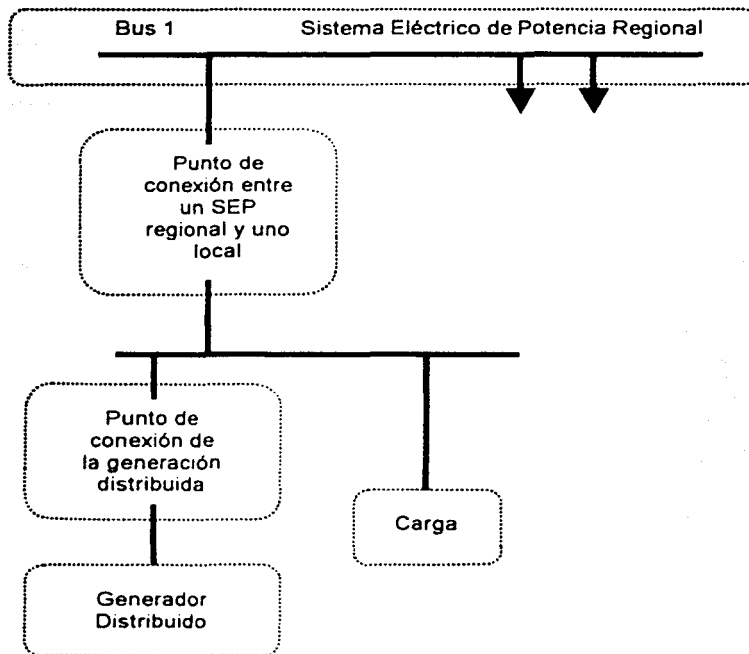 Bus 1 Sistema Eléctrico de Potencia Regional
Punto de
conexión entre
un SEP
regional y uno
local
Punto de
conexión de
la generación
distribuida
Carga
Generador
Distribuido